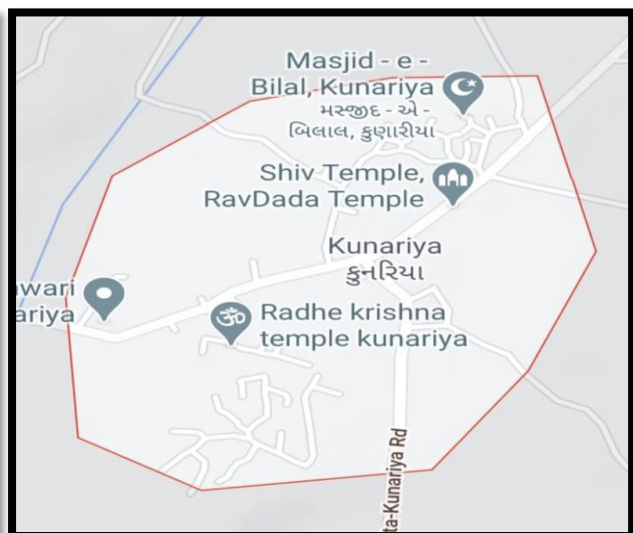 Masjid - e -
Bilal, Kunariya
મસ્જીદ - એ -
બિલાલ, કુણારીયા
Shiv Temple,
RavDada Temple
Kunariya
કુનરિયા
wari
ariya
Radhe krishna
temple kunariya
ta-Kunariya Rd